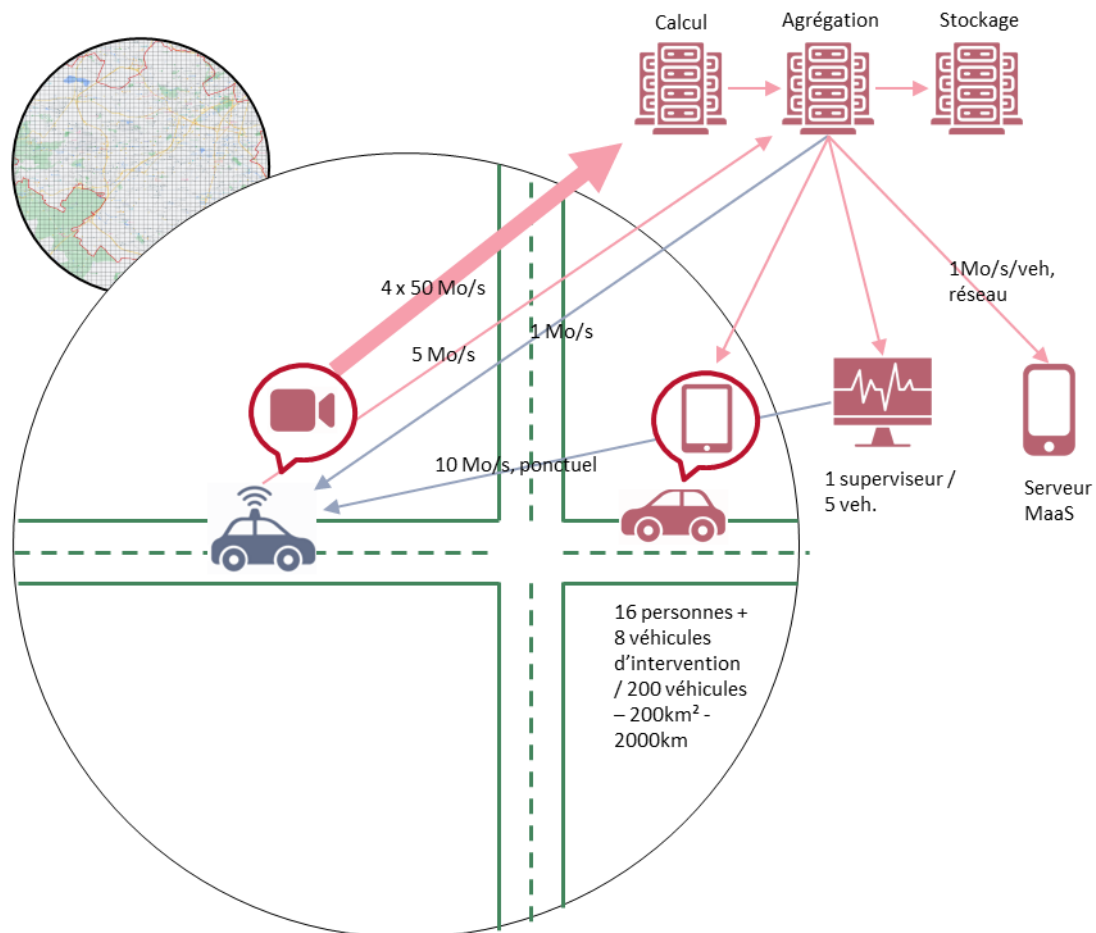 Calcul
Agrégation
Stockage
4 x 50 Mo/s
5 Mo/s
1 Mo/s
1Mo/s/veh,
réseau
10 Mo/s, ponctuel
1 superviseur /
5 veh.
Serveur
MaaS
16 personnes +
8 véhicules
d’intervention
/ 200 véhicules
– 200km² -
2000km